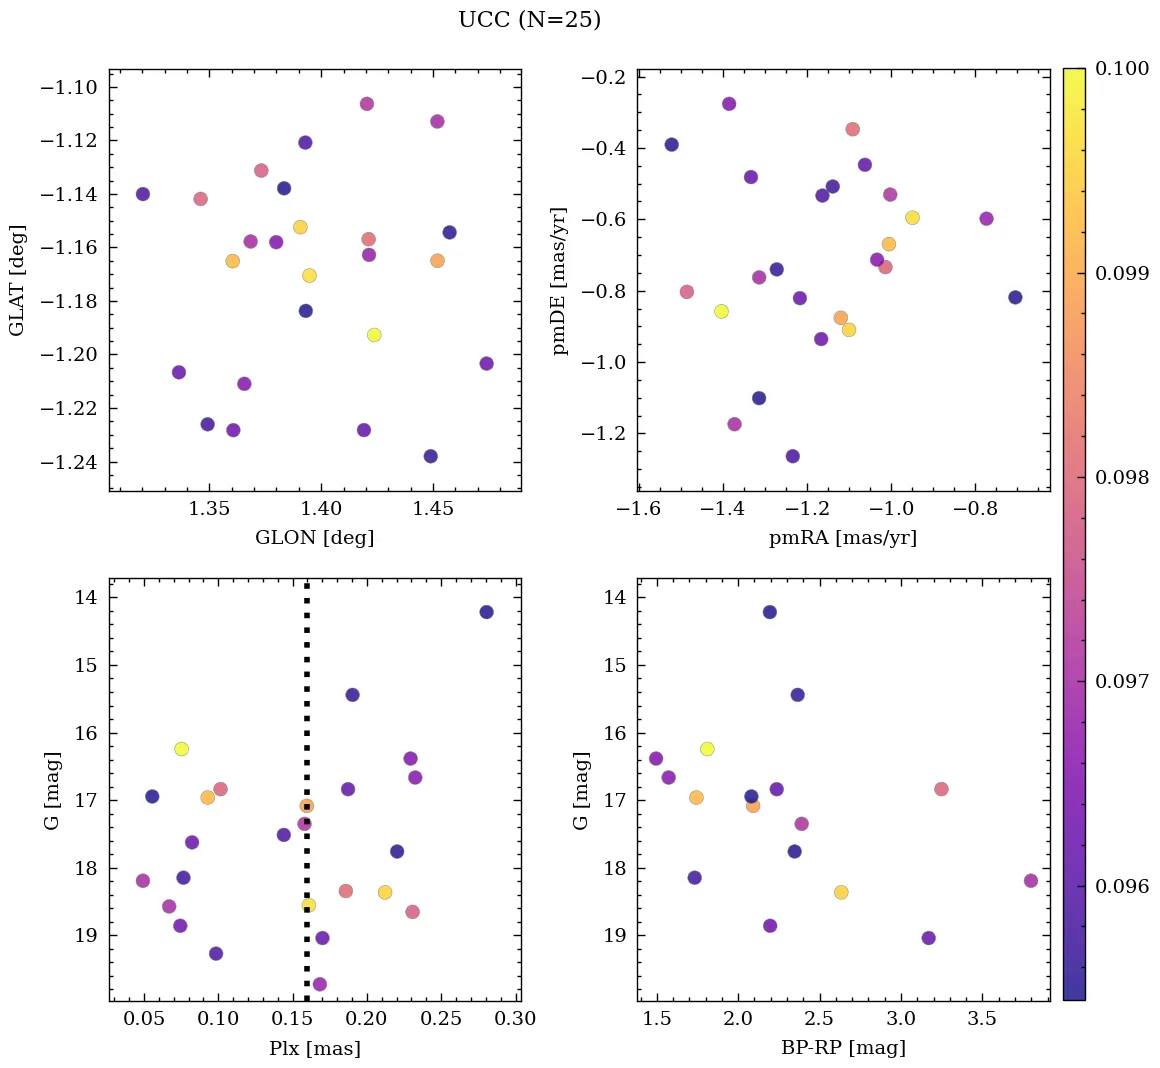 UCC (N=25)
−1.10
−1.12
−1.14
−1.16
−1.18
−1.20
−1.22
−1.24
GLAT [deg]
1.35 1.40 1.45
GLON [deg]
−0.2
−0.4
−0.6
−0.8
−1.0
−1.2
pmDE [mas/yr]
−1.6 −1.4 −1.2 −1.0 −0.8
pmRA [mas/yr]
14
15
16
17
18
19
G [mag]
0.05 0.10 0.15 0.20 0.25 0.30
Plx [mas]
14
15
16
17
18
19
G [mag]
1.5 2.0 2.5 3.0 3.5
BP-RP [mag]
0.100
0.099
0.098
0.097
0.096